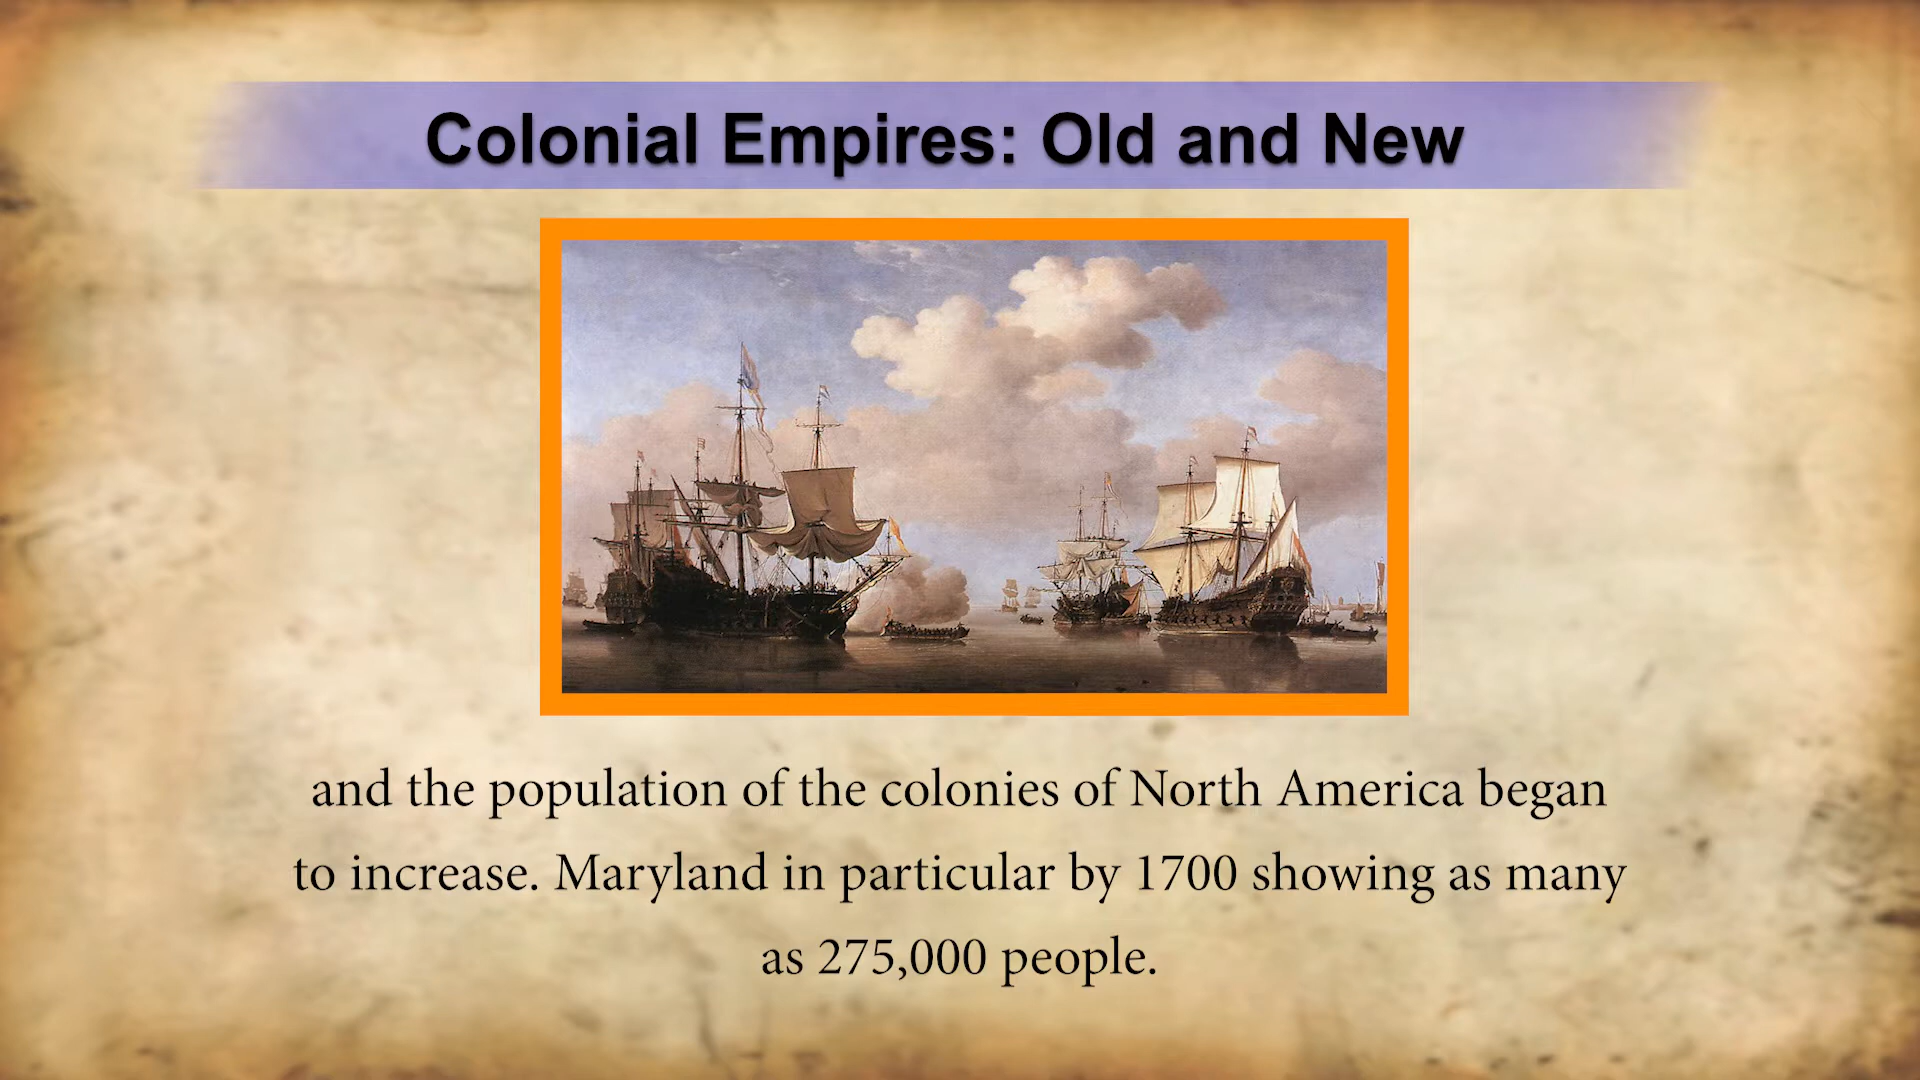 Colonial Empires: Old and New
and the population of the colonies of North America began
to increase. Maryland in particular by 1700 showing as many
as 275,000 people.